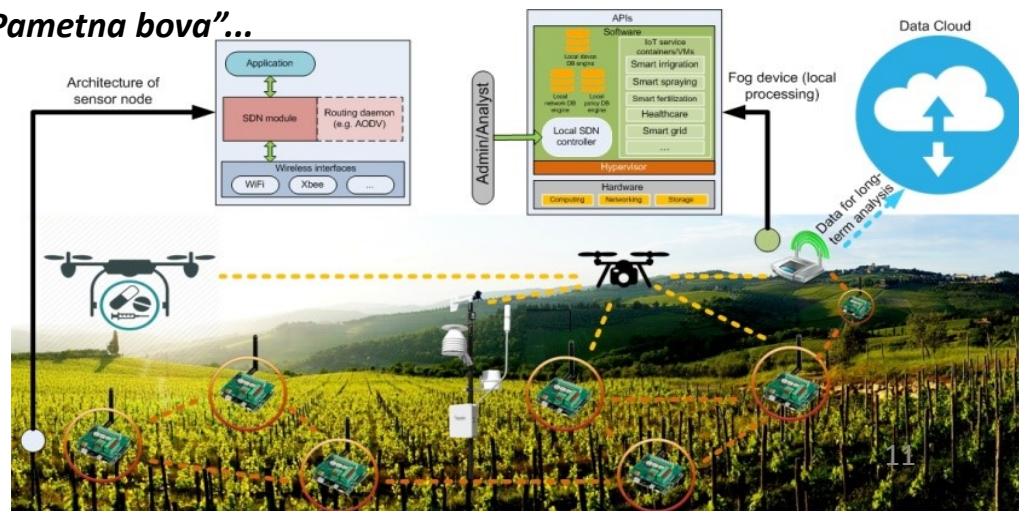 Pametna bova”...
Architecture of
sensor node
Application
SDN module
Routing daemon
(e.g. AODV)
Wireless interfaces
WiFi
Xbee
...
Admin/Analyst
APIs
Software
Local device
DB engine
Local
network DB
engine
Local
policy DB
engine
Local SDN
controller
IoT service
containers/VMs
Smart irrigration
Smart spraying
Smart fertilization
Healthcare
Smart grid
...
Hypervisor
Hardware
Computing
Networking
Storage
Fog device (local
processing)
Data Cloud
Data for long-
term analysis
11